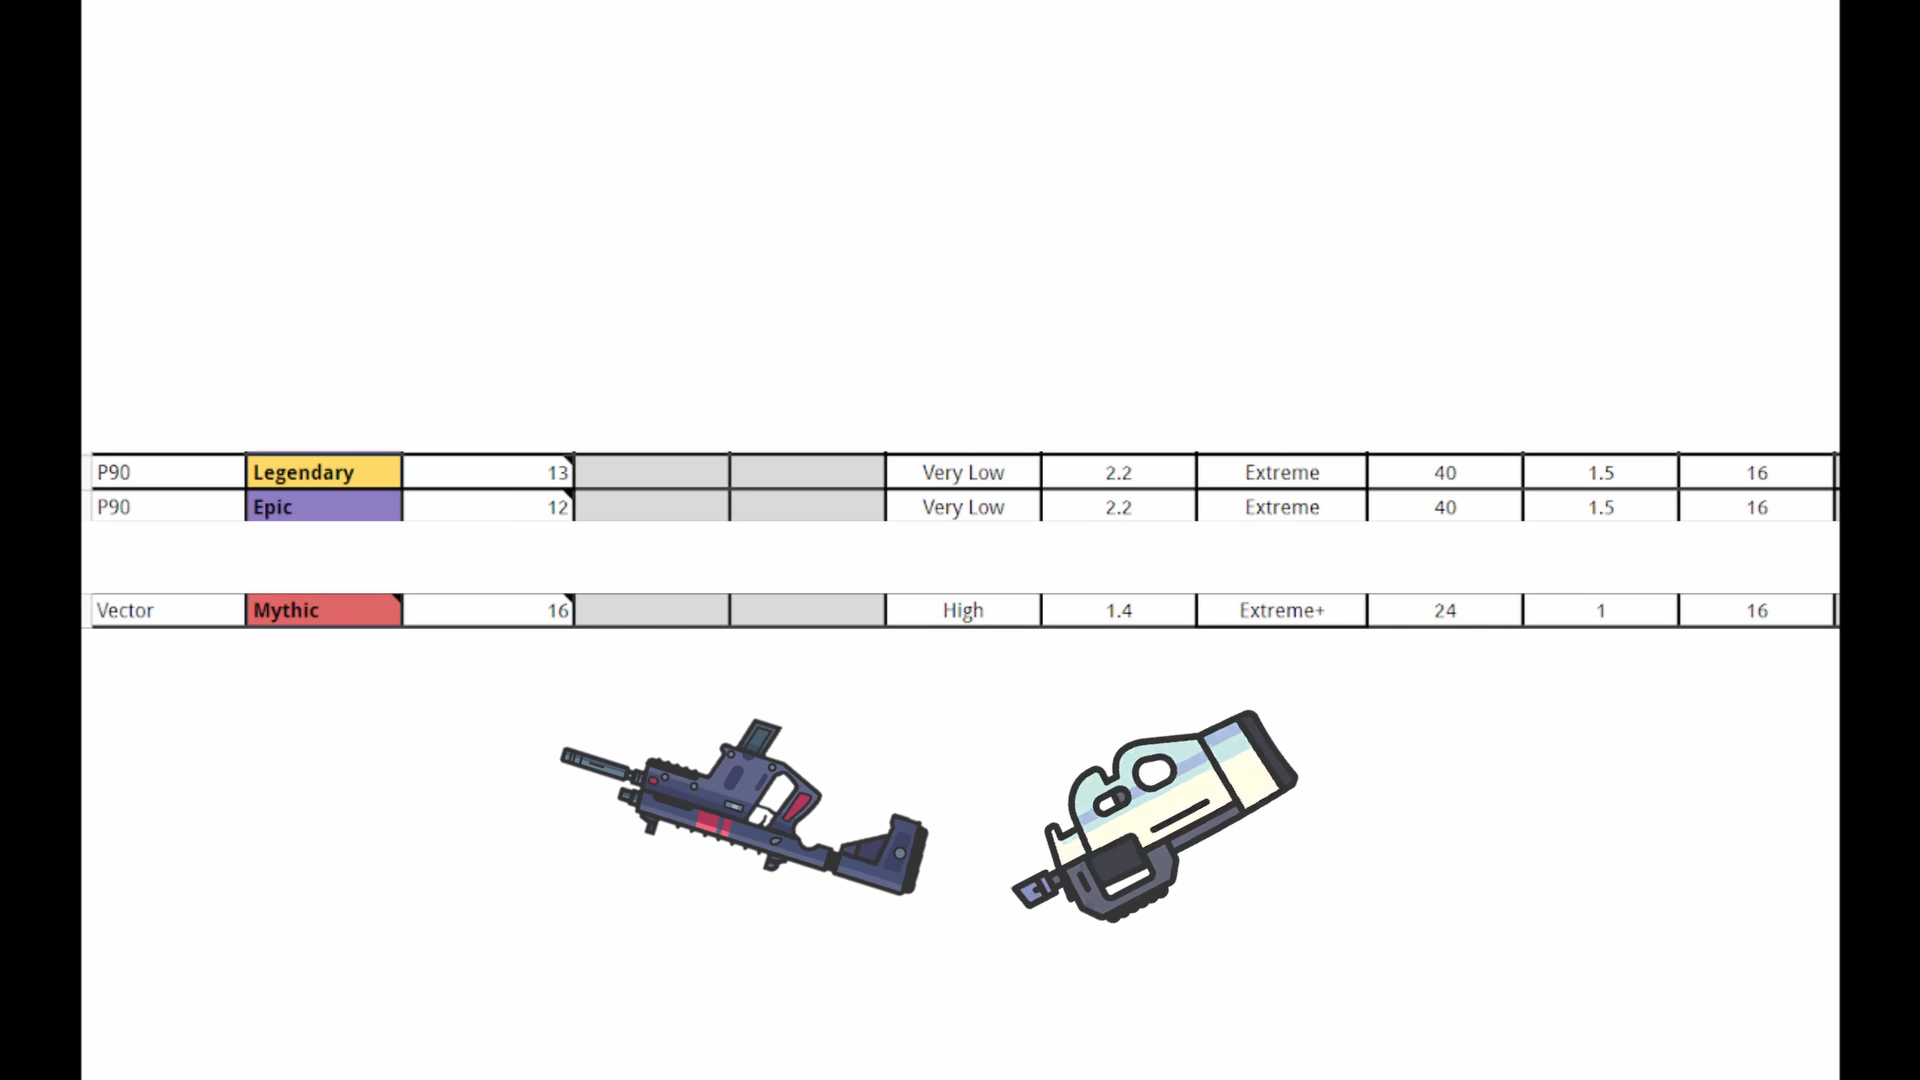 P90 Legendary 13 Very Low 2.2 Extreme 40 1.5 16
P90 Epic 12 Very Low 2.2 Extreme 40 1.5 16
Vector Mythic 16 High 1.4 Extreme+ 24 1 16